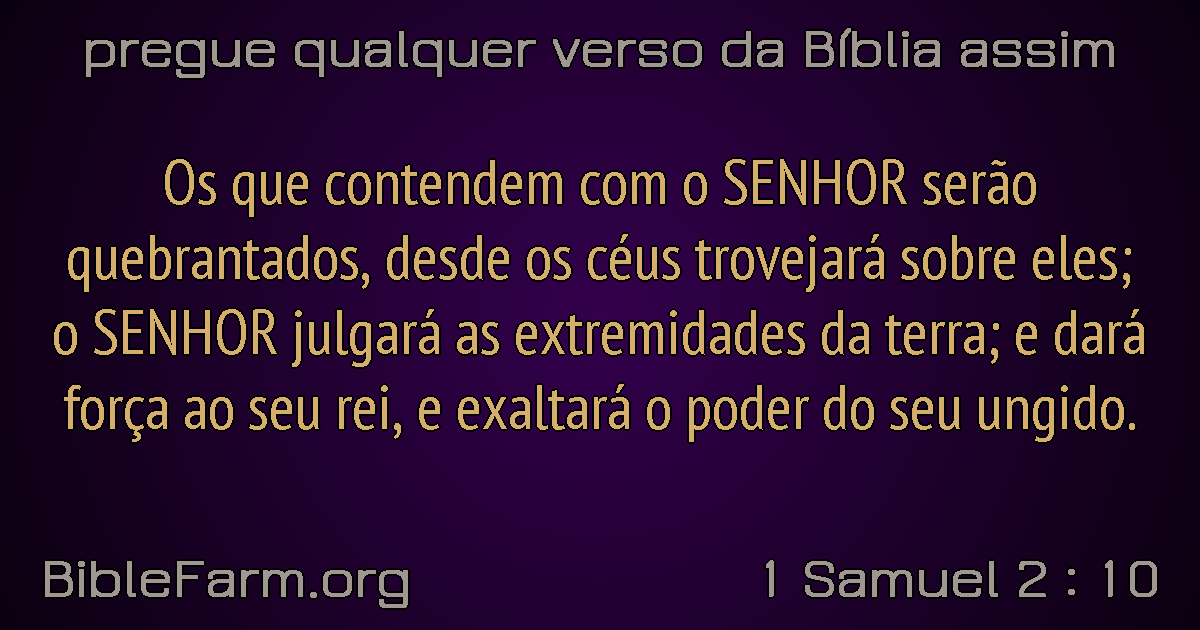 pregue qualquer verso da Bíblia assim
Os que contendem com o SENHOR serão
quebrantados, desde os céus trovejará sobre eles;
o SENHOR julgará as extremidades da terra; e dará
força ao seu rei, e exaltará o poder do seu ungido.
BibleFarm.org
1 Samuel 2 : 10